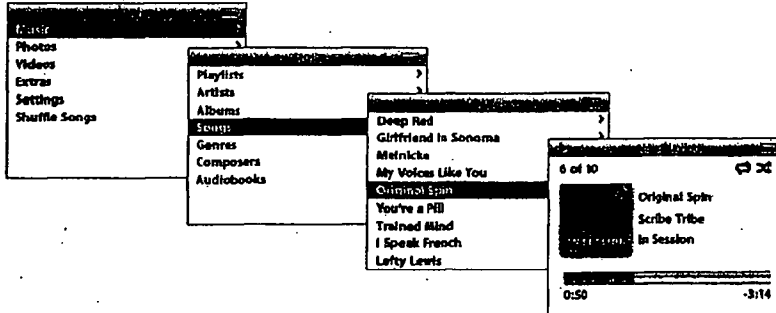 Music
Photos
Videos
Extras
Settings
Shuffle Songs
Playlists
Artists
Albums
Songs
Genres
Composers
Audiobooks
Deep Red
Girlfriend in Sonoma
Melnicke
My Voices Like You
Original Spin
You're a Pill
Trained Mind
I Speak French
Lefty Lewis
6 of 10
Original Spin
Scribe Tribe
In Session
0:50 -3:14